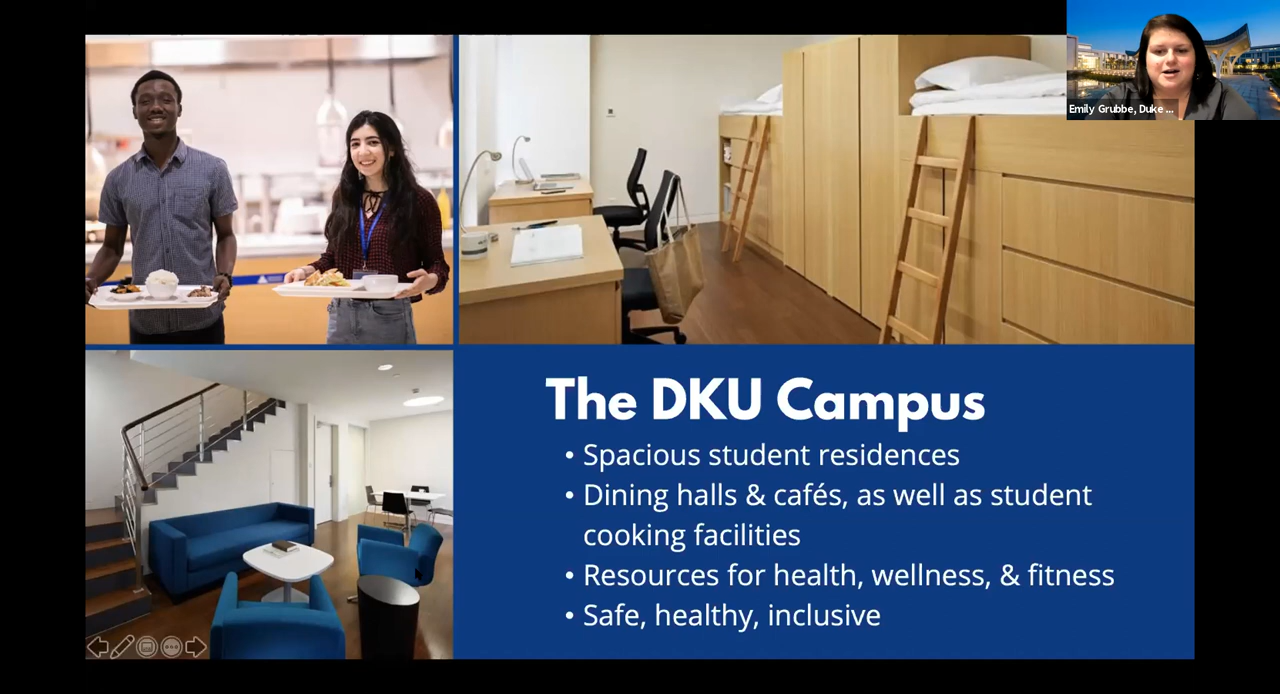 Emily Grubbe, Duke ...
The DKU Campus
• Spacious student residences
• Dining halls & cafés, as well as student
cooking facilities
• Resources for health, wellness, & fitness
• Safe, healthy, inclusive